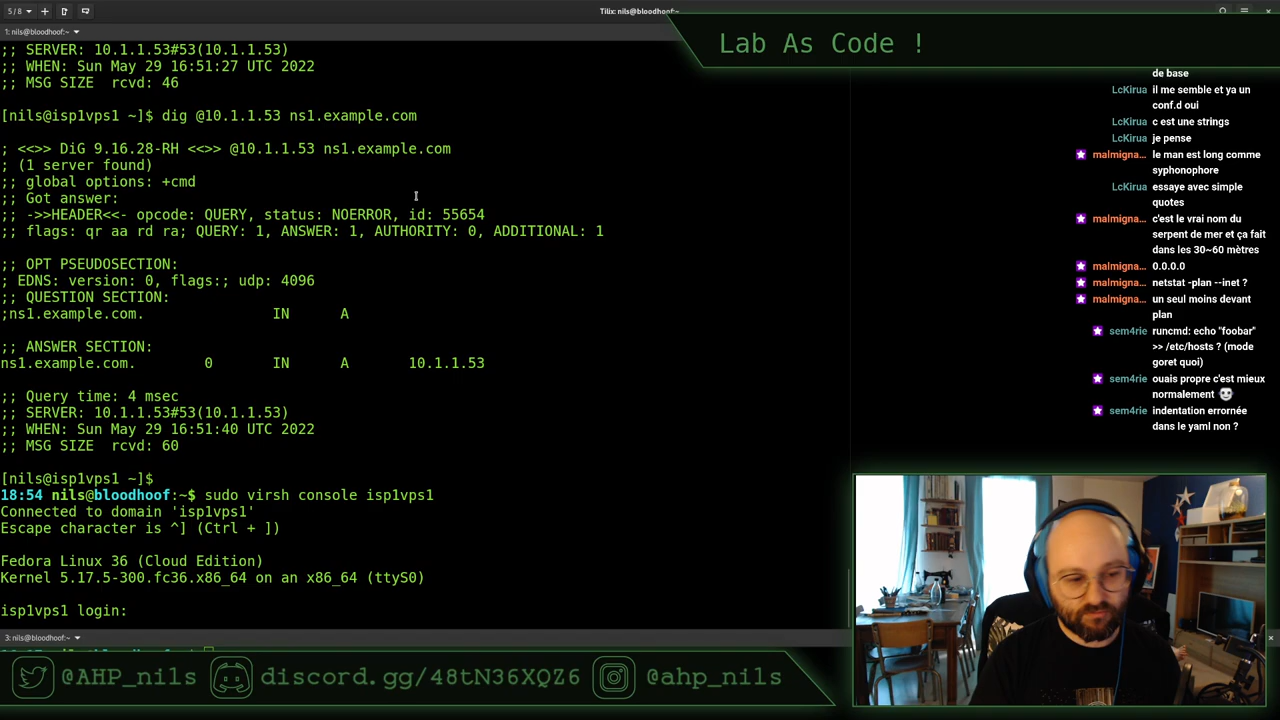 5 / 8
Tilix: nils@bloodhoof:~
1: nils@bloodhoof:~
Lab As Code !
;; SERVER: 10.1.1.53#53(10.1.1.53)
;; WHEN: Sun May 29 16:51:27 UTC 2022
;; MSG SIZE  rcvd: 46
[nils@isp1vps1 ~]$ dig @10.1.1.53 ns1.example.com
; <<>> DiG 9.16.28-RH <<>> @10.1.1.53 ns1.example.com
; (1 server found)
;; global options: +cmd
;; Got answer:
;; ->>HEADER<<- opcode: QUERY, status: NOERROR, id: 55654
;; flags: qr aa rd ra; QUERY: 1, ANSWER: 1, AUTHORITY: 0, ADDITIONAL: 1
;; OPT PSEUDOSECTION:
; EDNS: version: 0, flags:; udp: 4096
;; QUESTION SECTION:
;ns1.example.com. IN A
;; ANSWER SECTION:
ns1.example.com. 0 IN A 10.1.1.53
;; Query time: 4 msec
;; SERVER: 10.1.1.53#53(10.1.1.53)
;; WHEN: Sun May 29 16:51:40 UTC 2022
;; MSG SIZE  rcvd: 60
[nils@isp1vps1 ~]$
18:54 nils@bloodhoof:~$ sudo virsh console isp1vps1
Connected to domain 'isp1vps1'
Escape character is ^] (Ctrl + ])
Fedora Linux 36 (Cloud Edition)
Kernel 5.17.5-300.fc36.x86_64 on an x86_64 (ttyS0)
isp1vps1 login:
3: nils@bloodhoof:~
de base
LcKirua il me semble et ya un
conf.d oui
LcKirua c est une strings
LcKirua je pense
malmigna... le man est long comme
syphonophore
LcKirua essaye avec simple
quotes
malmigna... c'est le vrai nom du
serpent de mer et ça fait
dans les 30~60 mètres
malmigna... 0.0.0.0
malmigna... netstat -plan --inet ?
malmigna... un seul moins devant
plan
sem4rie runcmd: echo "foobar"
>> /etc/hosts ? (mode
goret quoi)
sem4rie ouais propre c'est mieux
normalement
sem4rie indentation errornée
dans le yaml non ?
@AHP_nils discord.gg/48tN36XQZ6 @ahp_nils